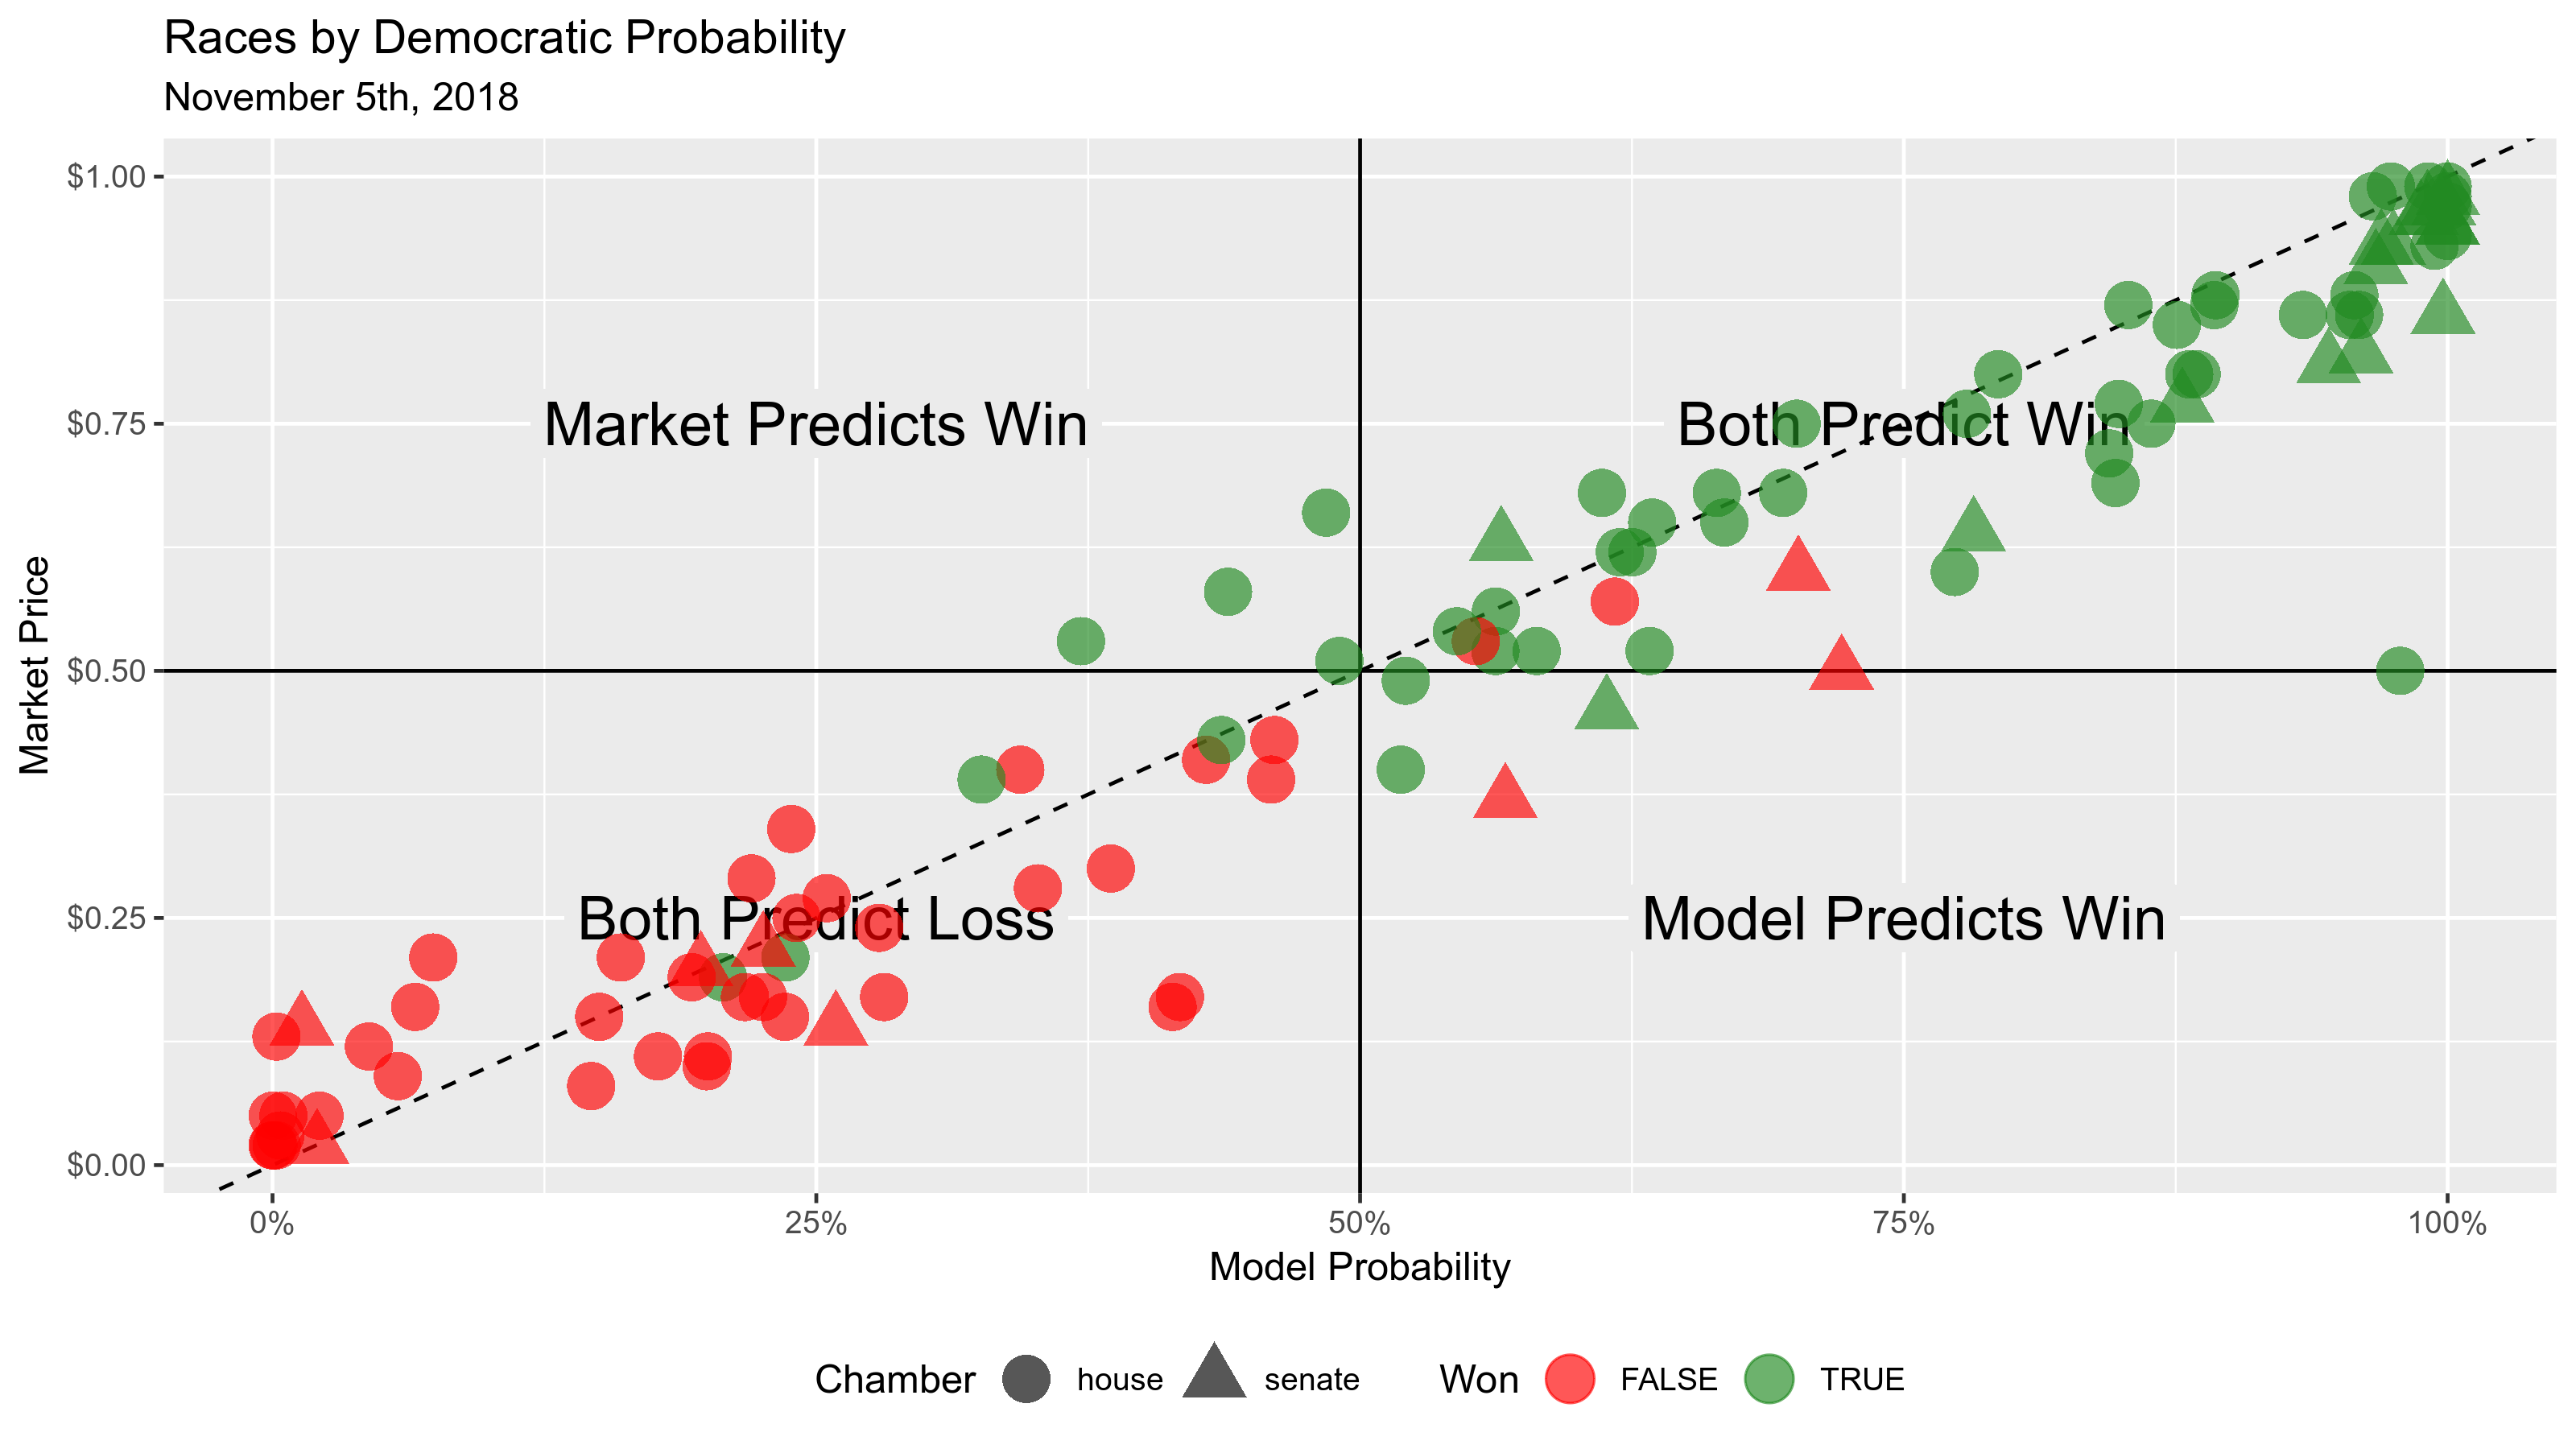 Races by Democratic Probability
November 5th, 2018
$1.00
$0.75
$0.50
$0.25
$0.00
Market Price
Market Predicts Win
Both Predict Win
Both Predict Loss
Model Predicts Win
0% 25% 50% 75% 100%
Model Probability
Chamber house senate Won FALSE TRUE